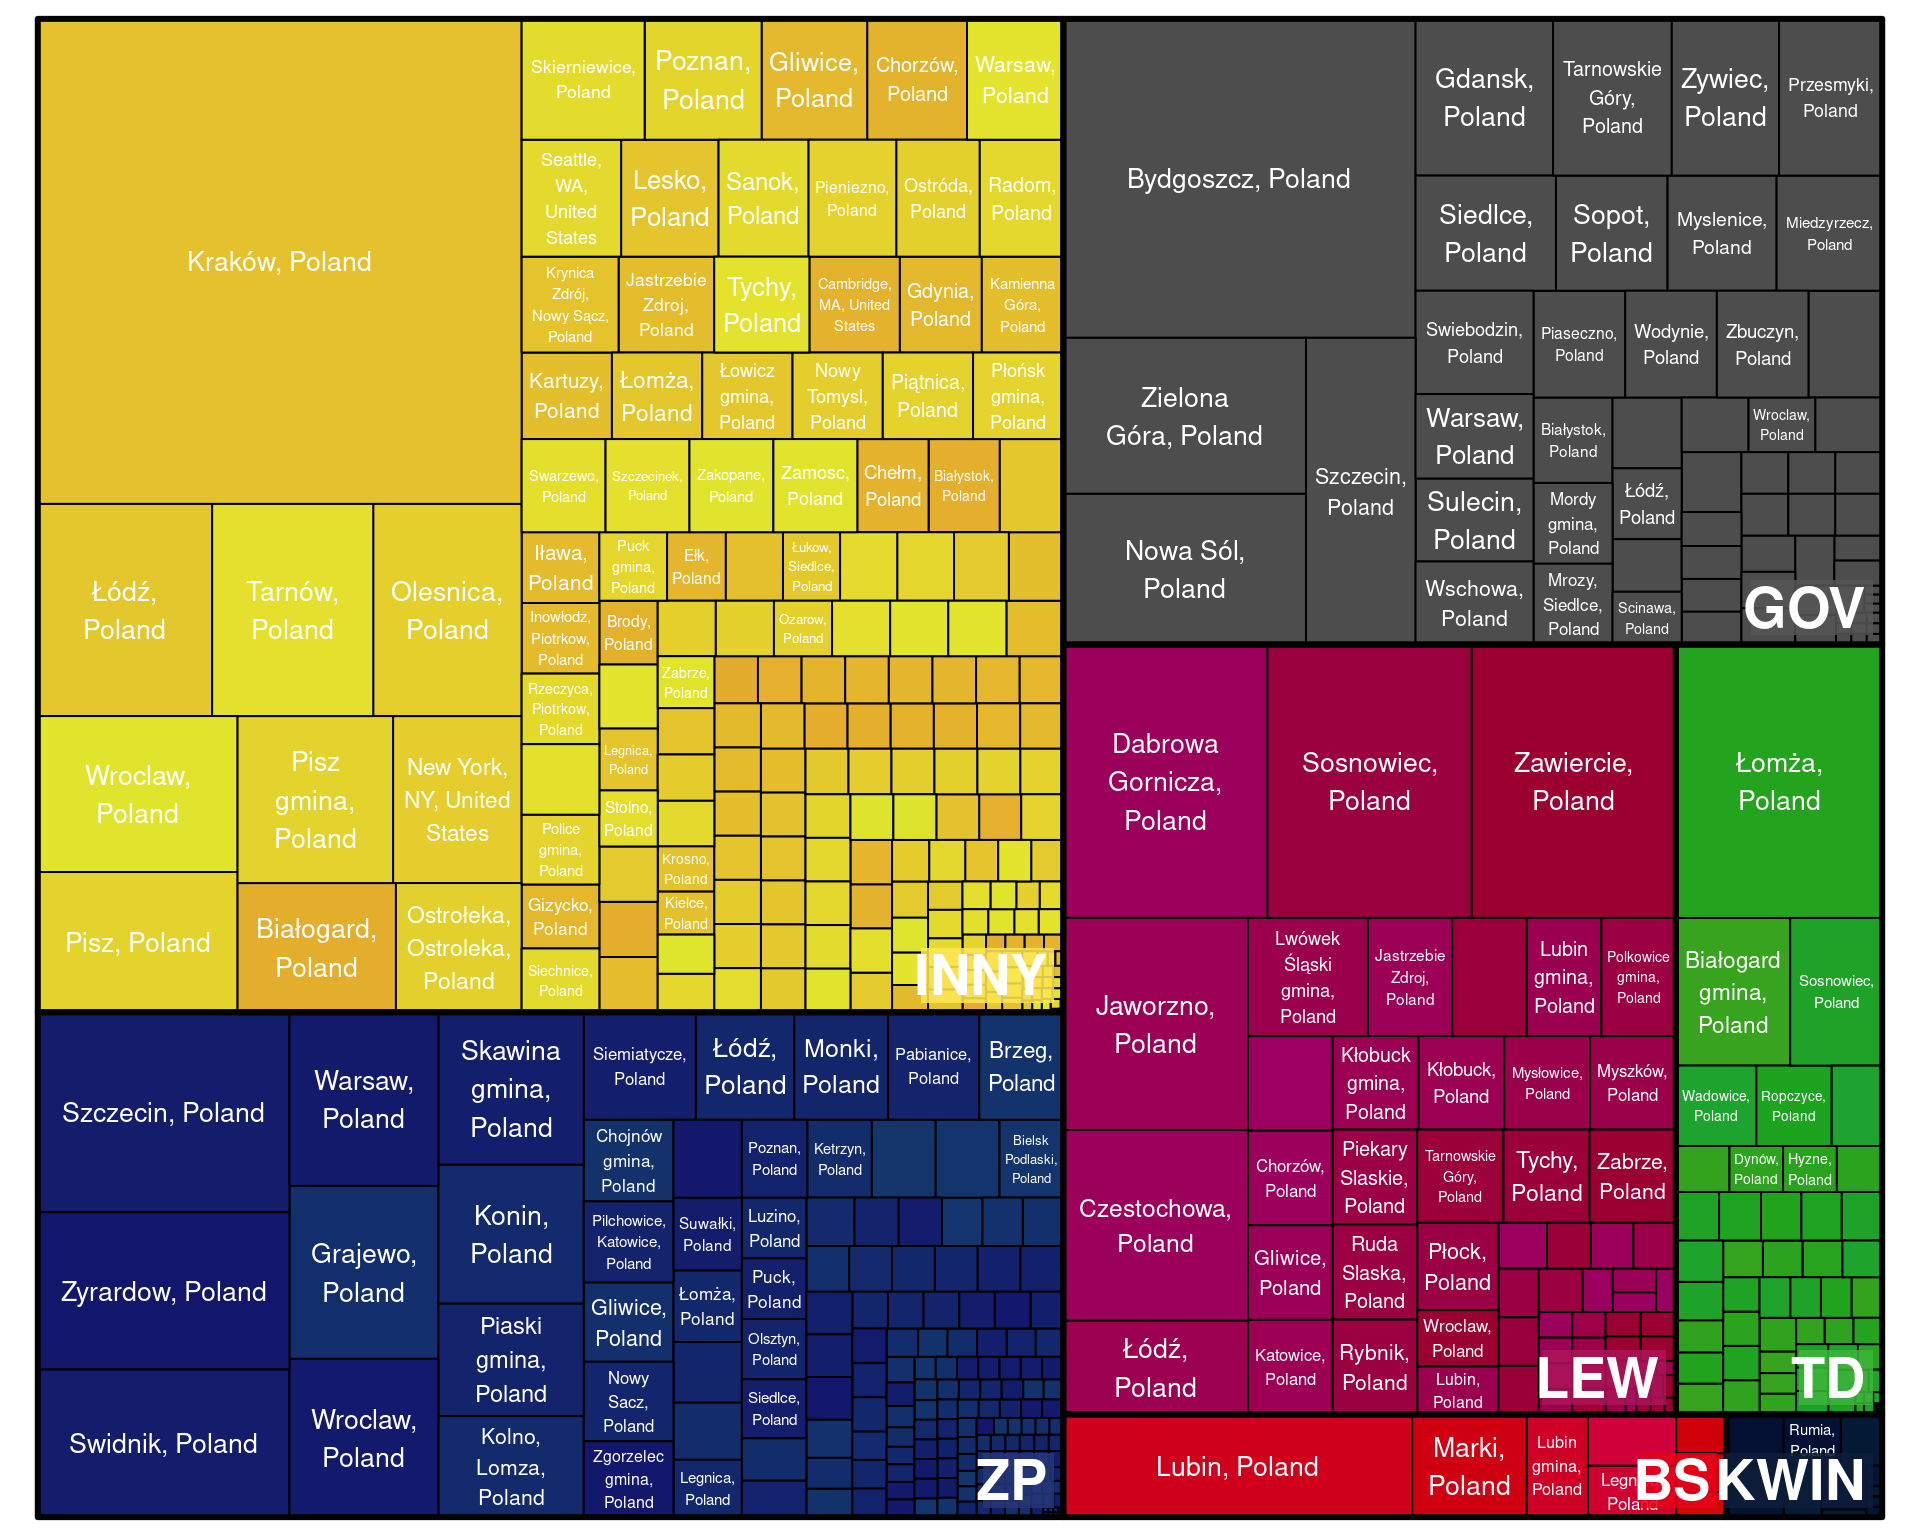 Kraków, Poland
Łódź,
Poland
Tarnów,
Poland
Olesnica,
Poland
Wroclaw,
Poland
Pisz
gmina,
Poland
New York,
NY, United
States
Pisz, Poland
Białogard,
Poland
Ostrołeka,
Ostroleka,
Poland
Skierniewice,
Poland
Poznan,
Poland
Gliwice,
Poland
Chorzów,
Poland
Warsaw,
Poland
Seattle,
WA,
United
States
Lesko,
Poland
Sanok,
Poland
Pieniezno,
Poland
Ostróda,
Poland
Radom,
Poland
Krynica
Zdrój,
Nowy Sącz,
Poland
Jastrzebie
Zdroj,
Poland
Tychy,
Poland
Cambridge,
MA, United
States
Gdynia,
Poland
Kamienna
Góra,
Poland
Kartuzy,
Poland
Łomża,
Poland
Łowicz
gmina,
Poland
Nowy
Tomysl,
Poland
Piątnica,
Poland
Płońsk
gmina,
Poland
Swarzewo,
Poland
Szczecinek,
Poland
Zakopane,
Poland
Zamosc,
Poland
Chełm,
Poland
Białystok,
Poland
Iława,
Poland
Puck
gmina,
Poland
Ełk,
Poland
Łukow,
Siedlce,
Poland
Inowłodz,
Piotrkow,
Poland
Brody,
Poland
Ozarow,
Poland
Rzeczyca,
Piotrkow,
Poland
Zabrze,
Poland
Legnica,
Poland
Police
gmina,
Poland
Stolno,
Poland
Krosno,
Poland
Gizycko,
Poland
Kielce,
Poland
Siechnice,
Poland
INNY
Bydgoszcz, Poland
Zielona
Góra, Poland
Nowa Sól,
Poland
Szczecin,
Poland
Gdansk,
Poland
Tarnowskie
Góry,
Poland
Zywiec,
Poland
Przesmyki,
Poland
Siedlce,
Poland
Sopot,
Poland
Myslenice,
Poland
Miedzyrzecz,
Poland
Swiebodzin,
Poland
Piaseczno,
Poland
Wodynie,
Poland
Zbuczyn,
Poland
Warsaw,
Poland
Białystok,
Poland
Wroclaw,
Poland
Sulecin,
Poland
Mordy
gmina,
Poland
Łódź,
Poland
Wschowa,
Poland
Mrozy,
Siedlce,
Poland
Scinawa,
Poland
GOV
Szczecin, Poland
Zyrardow, Poland
Swidnik, Poland
Warsaw,
Poland
Grajewo,
Poland
Wroclaw,
Poland
Skawina
gmina,
Poland
Konin,
Poland
Piaski
gmina,
Poland
Kolno,
Lomza,
Poland
Siemiatycze,
Poland
Łódź,
Poland
Monki,
Poland
Pabianice,
Poland
Brzeg,
Poland
Chojnów
gmina,
Poland
Poznan,
Poland
Ketrzyn,
Poland
Bielsk
Podlaski,
Poland
Pilchowice,
Katowice,
Poland
Suwałki,
Poland
Luzino,
Poland
Gliwice,
Poland
Łomża,
Poland
Puck,
Poland
Olsztyn,
Poland
Nowy
Sacz,
Poland
Siedlce,
Poland
Zgorzelec
gmina,
Poland
Legnica,
Poland
ZP
Dabrowa
Gornicza,
Poland
Sosnowiec,
Poland
Zawiercie,
Poland
Jaworzno,
Poland
Czestochowa,
Poland
Łódź,
Poland
Lwówek
Śląski
gmina,
Poland
Jastrzebie
Zdroj,
Poland
Lubin
gmina,
Poland
Polkowice
gmina,
Poland
Kłobuck
gmina,
Poland
Kłobuck,
Poland
Mysłowice,
Poland
Myszków,
Poland
Chorzów,
Poland
Piekary
Slaskie,
Poland
Tarnowskie
Góry,
Poland
Tychy,
Poland
Zabrze,
Poland
Gliwice,
Poland
Ruda
Slaska,
Poland
Płock,
Poland
Katowice,
Poland
Rybnik,
Poland
Wroclaw,
Poland
Lubin,
Poland
LEW
Łomża,
Poland
Białogard
gmina,
Poland
Sosnowiec,
Poland
Wadowice,
Poland
Ropczyce,
Poland
Dynów,
Poland
Hyzne,
Poland
TD
Lubin, Poland
Marki,
Poland
Lubin
gmina,
Poland
Poland
BS
Rumia,
Poland
KWIN